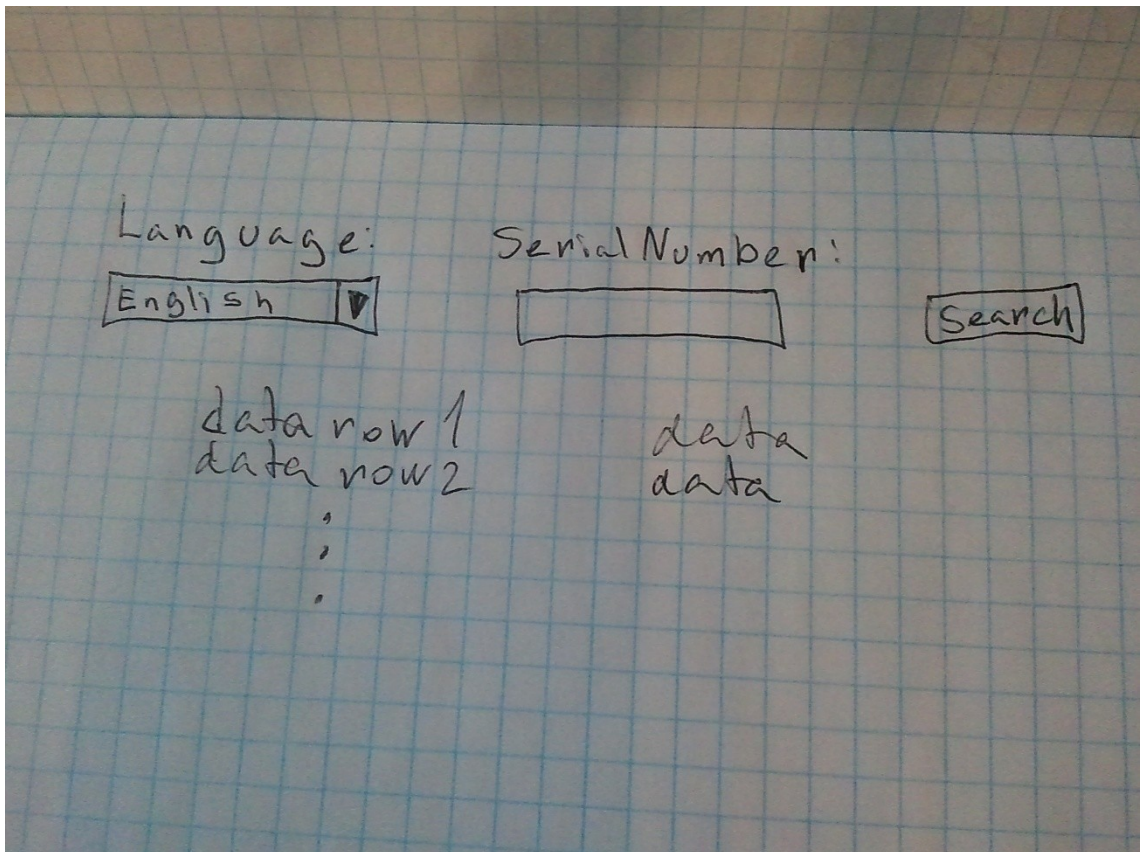 Language: SerialNumber:
English Search
data row 1 data
data row 2 data